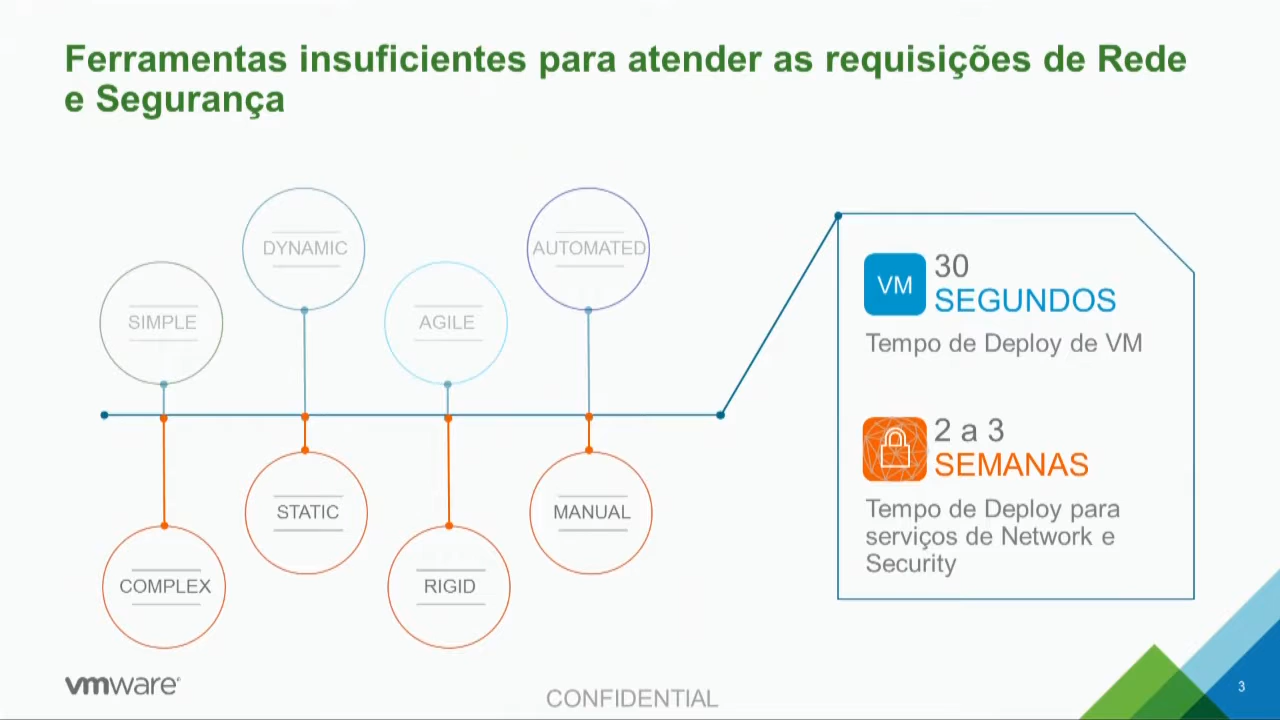 Ferramentas insuficientes para atender as requisições de Rede
e Segurança
SIMPLE
DYNAMIC
AGILE
AUTOMATED
COMPLEX
STATIC
RIGID
MANUAL
VM
30
SEGUNDOS
Tempo de Deploy de VM
2 a 3
SEMANAS
Tempo de Deploy para
serviços de Network e
Security
vmware
CONFIDENTIAL
3